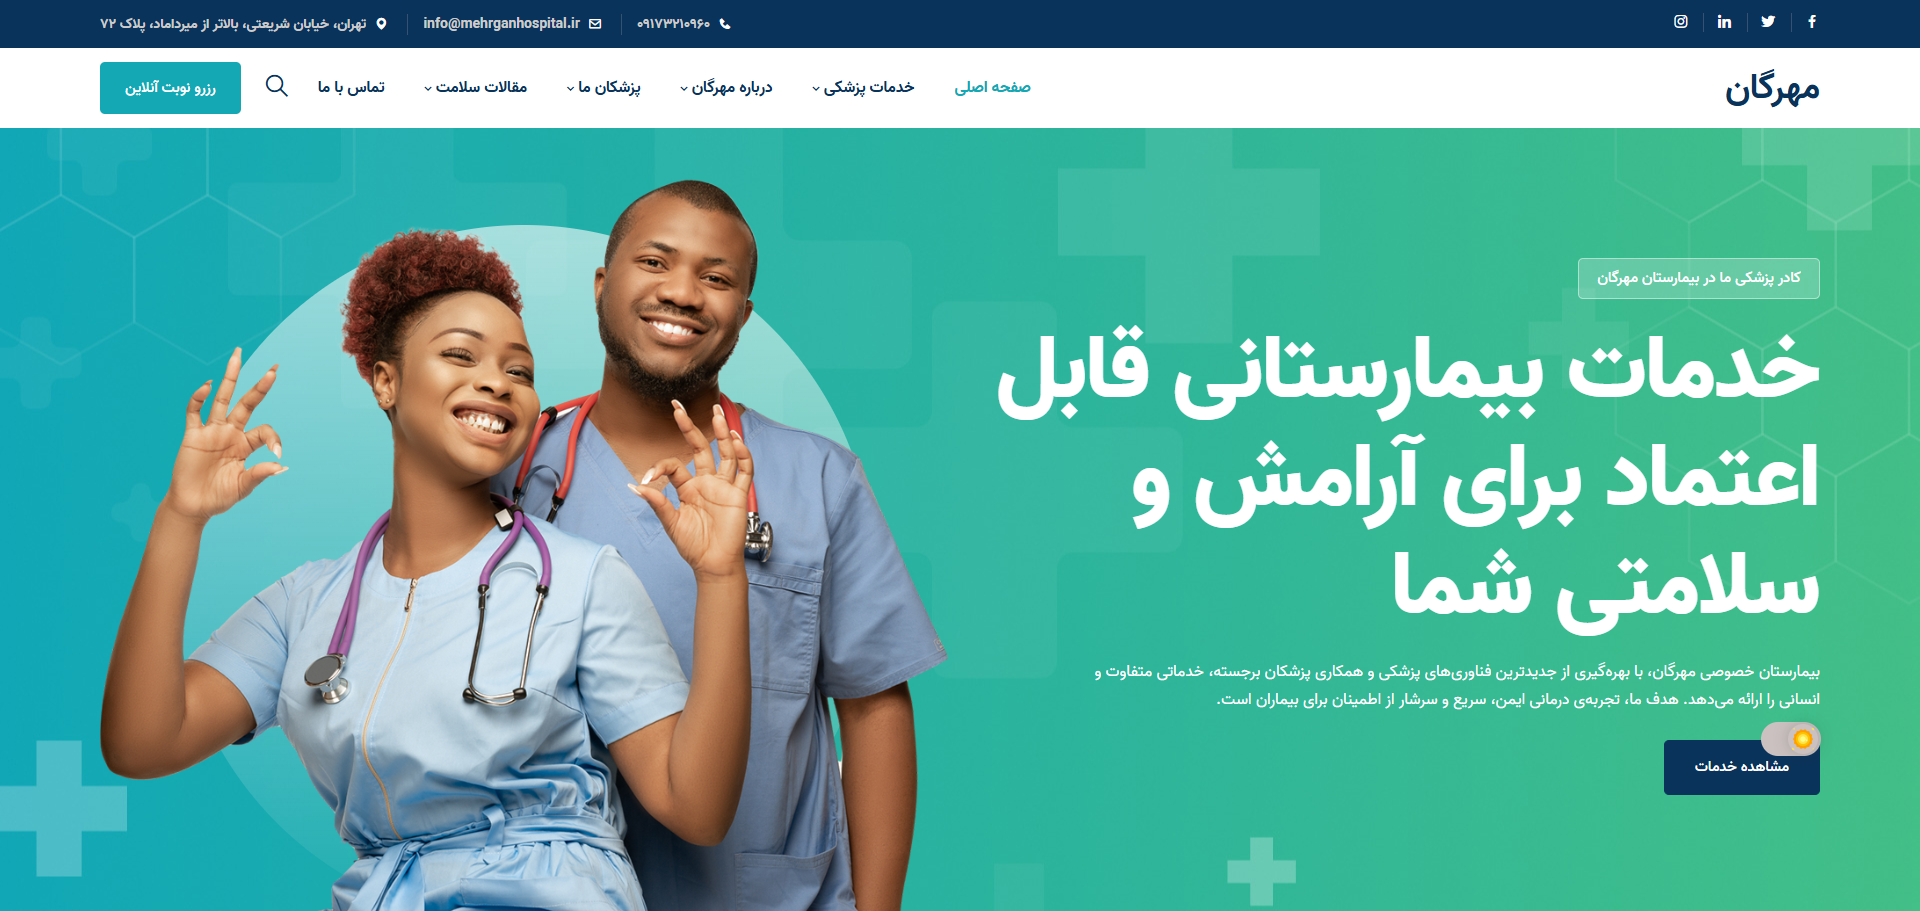 ۰۹۱۷۳۲۱۰۹۶۰
info@mehrganhospital.ir
تهران، خیابان شریعتی، بالاتر از میرداماد، پلاک ۷۲
مهرگان
صفحه اصلی
خدمات پزشکی
درباره مهرگان
پزشکان ما
مقالات سلامت
تماس با ما
رزرو نوبت آنلاین
کادر پزشکی ما در بیمارستان مهرگان
خدمات بیمارستانی قابل
اعتماد برای آرامش و
سلامتی شما
بیمارستان خصوصی مهرگان، با بهره‌گیری از جدیدترین فناوری‌های پزشکی و همکاری پزشکان برجسته، خدماتی متفاوت و
انسانی را ارائه می‌دهد. هدف ما، تجربه‌ی درمانی ایمن، سریع و سرشار از اطمینان برای بیماران است.
مشاهده خدمات